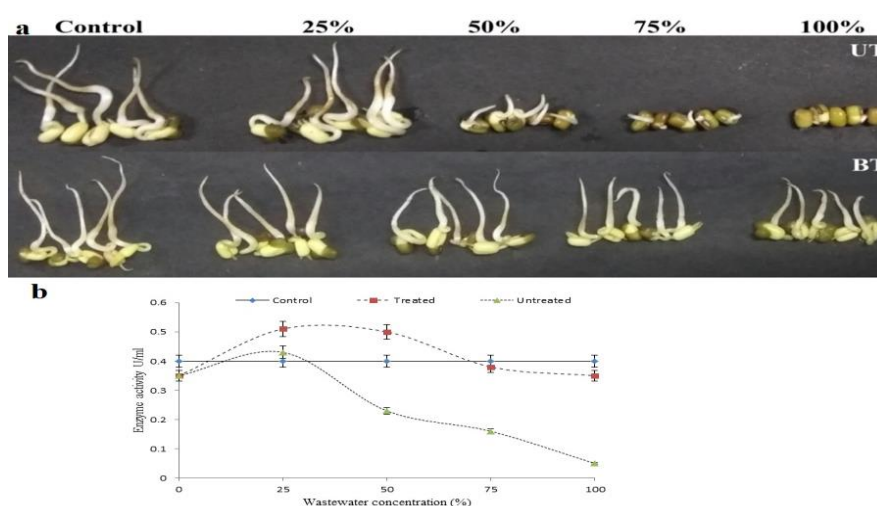 a Control 25% 50% 75% 100%
UT
BT
b
Control Treated Untreated
0.6
0.5
0.4
0.3
0.2
0.1
0
Enzyme activity U/ml
0 25 50 75 100
Wastewater concentration (%)